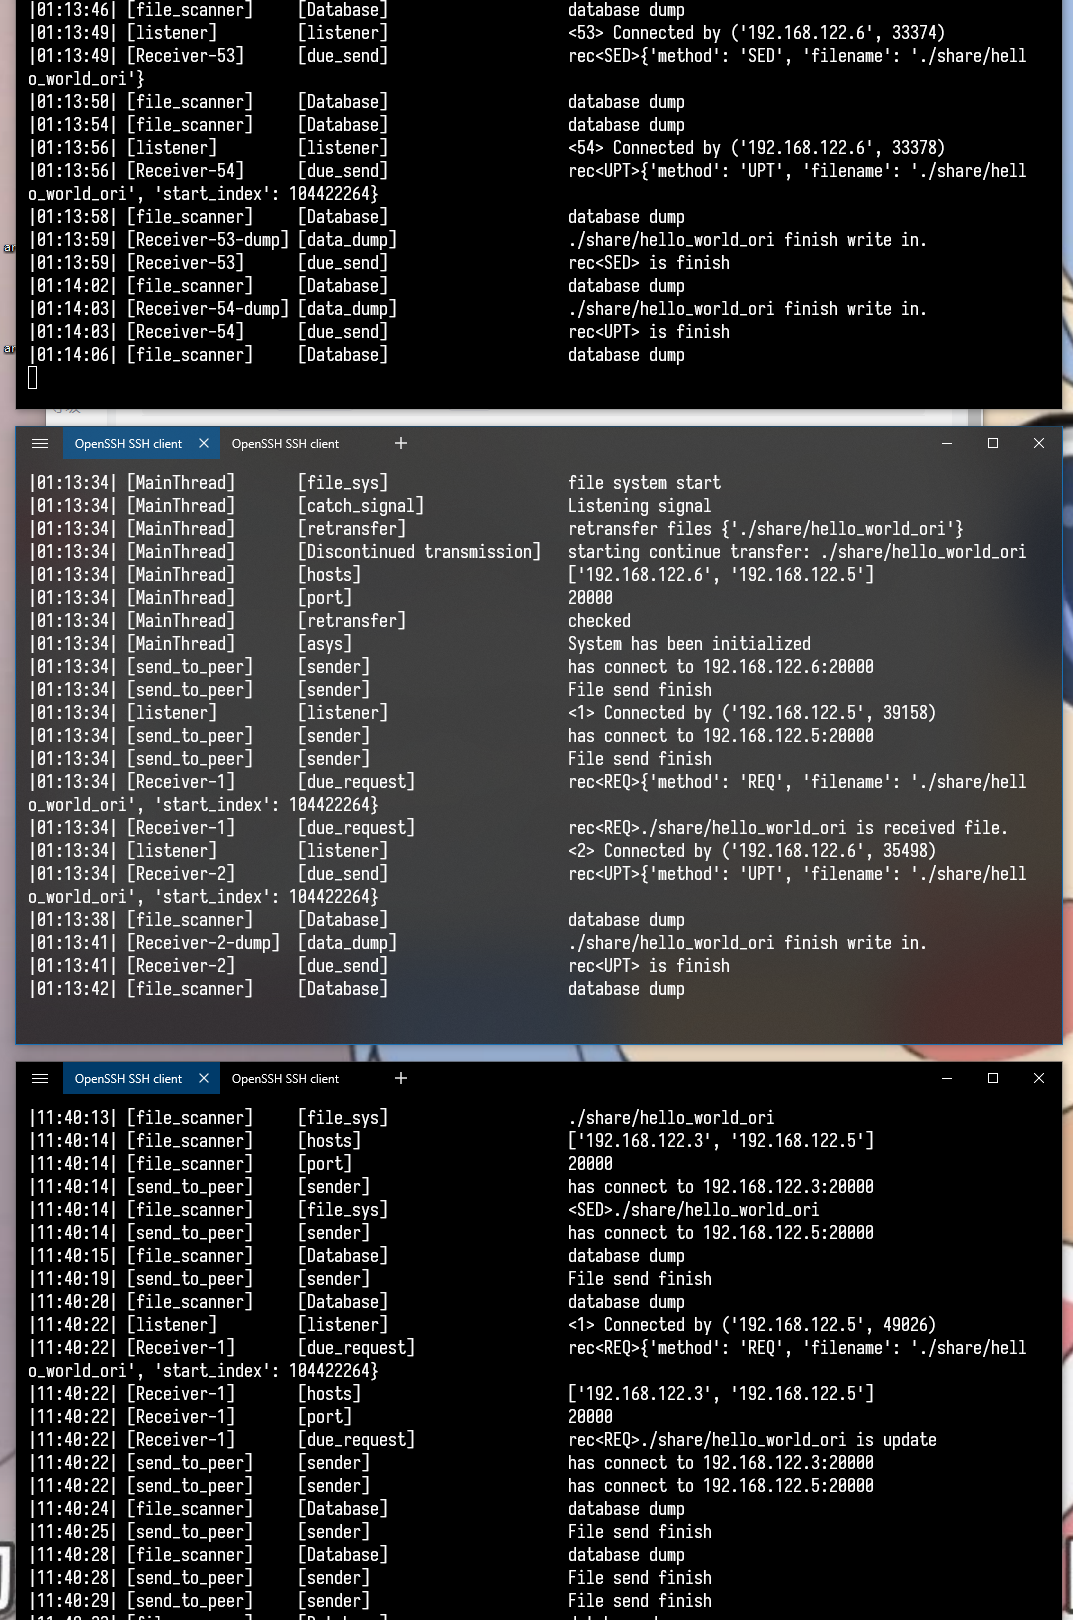 |01:13:46| [file_scanner] [Database] database dump
|01:13:49| [listener] [listener] <53> Connected by ('192.168.122.6', 33374)
|01:13:49| [Receiver-53] [due_send] rec<SED>{'method': 'SED', 'filename': './share/hell
o_world_ori'}
|01:13:50| [file_scanner] [Database] database dump
|01:13:54| [file_scanner] [Database] database dump
|01:13:56| [listener] [listener] <54> Connected by ('192.168.122.6', 33378)
|01:13:56| [Receiver-54] [due_send] rec<UPT>{'method': 'UPT', 'filename': './share/hell
o_world_ori', 'start_index': 104422264}
|01:13:58| [file_scanner] [Database] database dump
|01:13:59| [Receiver-53-dump] [data_dump] ./share/hello_world_ori finish write in.
|01:13:59| [Receiver-53] [due_send] rec<SED> is finish
|01:14:02| [file_scanner] [Database] database dump
|01:14:03| [Receiver-54-dump] [data_dump] ./share/hello_world_ori finish write in.
|01:14:03| [Receiver-54] [due_send] rec<UPT> is finish
|01:14:06| [file_scanner] [Database] database dump
OpenSSH SSH client OpenSSH SSH client
|01:13:34| [MainThread] [file_sys] file system start
|01:13:34| [MainThread] [catch_signal] Listening signal
|01:13:34| [MainThread] [retransfer] retransfer files {'./share/hello_world_ori'}
|01:13:34| [MainThread] [Discontinued transmission] starting continue transfer: ./share/hello_world_ori
|01:13:34| [MainThread] [hosts] ['192.168.122.6', '192.168.122.5']
|01:13:34| [MainThread] [port] 20000
|01:13:34| [MainThread] [retransfer] checked
|01:13:34| [MainThread] [asys] System has been initialized
|01:13:34| [send_to_peer] [sender] has connect to 192.168.122.6:20000
|01:13:34| [send_to_peer] [sender] File send finish
|01:13:34| [listener] [listener] <1> Connected by ('192.168.122.5', 39158)
|01:13:34| [send_to_peer] [sender] has connect to 192.168.122.5:20000
|01:13:34| [send_to_peer] [sender] File send finish
|01:13:34| [Receiver-1] [due_request] rec<REQ>{'method': 'REQ', 'filename': './share/hell
o_world_ori', 'start_index': 104422264}
|01:13:34| [Receiver-1] [due_request] rec<REQ>./share/hello_world_ori is received file.
|01:13:34| [listener] [listener] <2> Connected by ('192.168.122.6', 35498)
|01:13:34| [Receiver-2] [due_send] rec<UPT>{'method': 'UPT', 'filename': './share/hell
o_world_ori', 'start_index': 104422264}
|01:13:38| [file_scanner] [Database] database dump
|01:13:41| [Receiver-2-dump] [data_dump] ./share/hello_world_ori finish write in.
|01:13:41| [Receiver-2] [due_send] rec<UPT> is finish
|01:13:42| [file_scanner] [Database] database dump
OpenSSH SSH client OpenSSH SSH client
|11:40:13| [file_scanner] [file_sys] ./share/hello_world_ori
|11:40:14| [file_scanner] [hosts] ['192.168.122.3', '192.168.122.5']
|11:40:14| [file_scanner] [port] 20000
|11:40:14| [send_to_peer] [sender] has connect to 192.168.122.3:20000
|11:40:14| [file_scanner] [file_sys] <SED>./share/hello_world_ori
|11:40:14| [send_to_peer] [sender] has connect to 192.168.122.5:20000
|11:40:15| [file_scanner] [Database] database dump
|11:40:19| [send_to_peer] [sender] File send finish
|11:40:20| [file_scanner] [Database] database dump
|11:40:22| [listener] [listener] <1> Connected by ('192.168.122.5', 49026)
|11:40:22| [Receiver-1] [due_request] rec<REQ>{'method': 'REQ', 'filename': './share/hell
o_world_ori', 'start_index': 104422264}
|11:40:22| [Receiver-1] [hosts] ['192.168.122.3', '192.168.122.5']
|11:40:22| [Receiver-1] [port] 20000
|11:40:22| [Receiver-1] [due_request] rec<REQ>./share/hello_world_ori is update
|11:40:22| [send_to_peer] [sender] has connect to 192.168.122.3:20000
|11:40:22| [send_to_peer] [sender] has connect to 192.168.122.5:20000
|11:40:24| [file_scanner] [Database] database dump
|11:40:25| [send_to_peer] [sender] File send finish
|11:40:28| [file_scanner] [Database] database dump
|11:40:28| [send_to_peer] [sender] File send finish
|11:40:29| [send_to_peer] [sender] File send finish